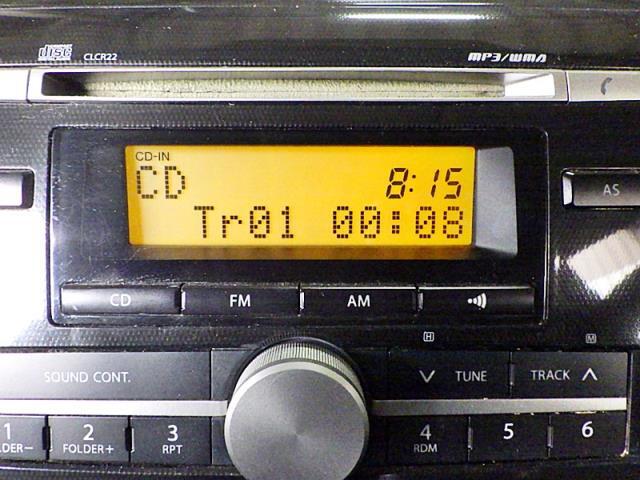 disc CLCR22 MP3/WMA
CD-IN
CD 8:15
Tr01 00:08
AS
CD FM AM
H M
SOUND CONT. TUNE TRACK
1 2 3 4 5 6
FOLDER+ RPT RDM